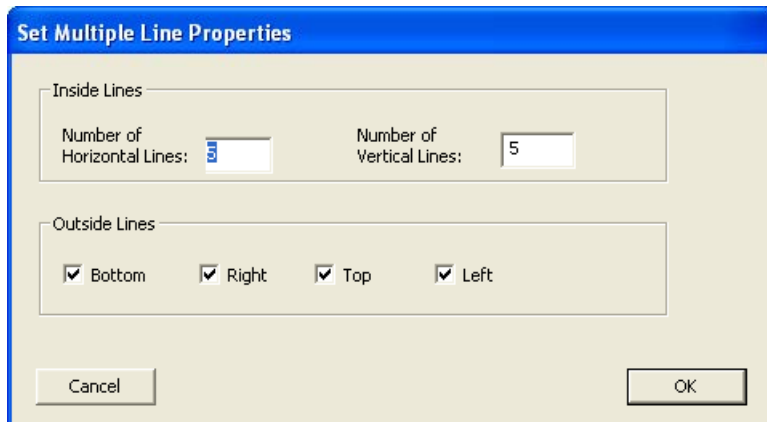 Set Multiple Line Properties
Inside Lines
Number of
Horizontal Lines: 5
Number of
Vertical Lines: 5
Outside Lines
Bottom Right Top Left
Cancel OK